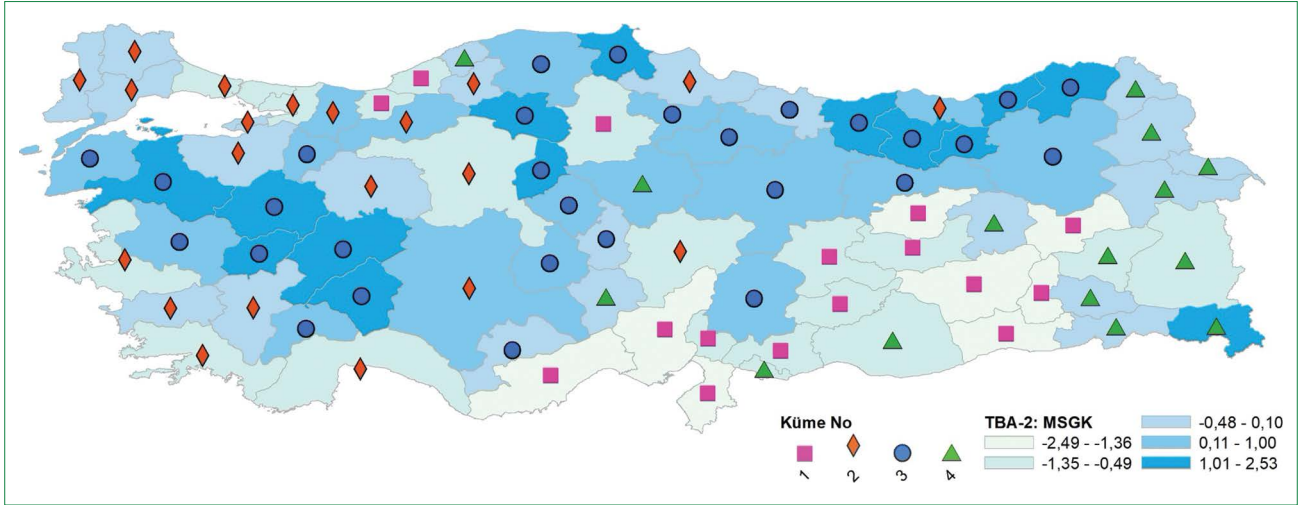 Küme No
1 2 3 4
TBA-2: MSGK
-2,49 - -1,36
-1,35 - -0,49
-0,48 - 0,10
0,11 - 1,00
1,01 - 2,53